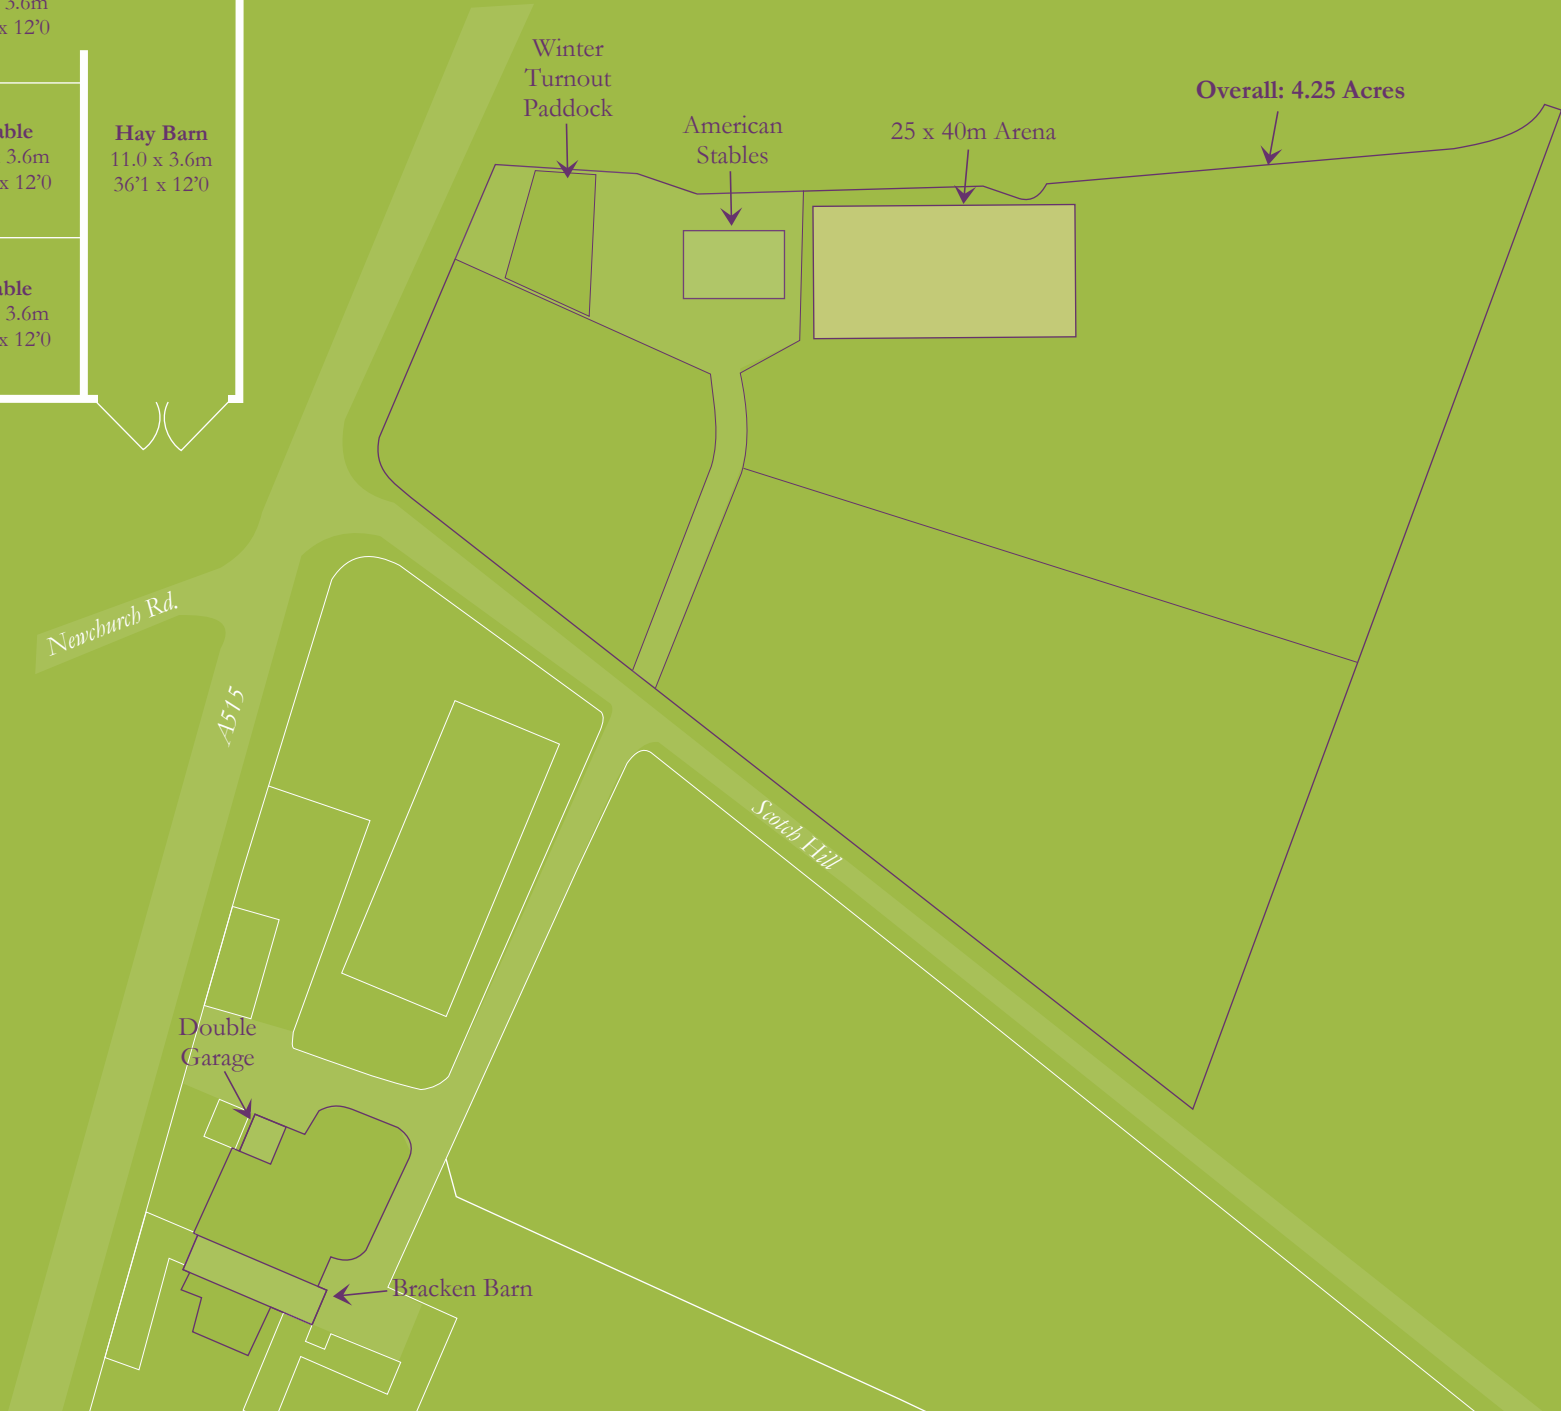 3.6m
x 12'0
able
3.6m
x 12'0
able
3.6m
x 12'0
Hay Barn
11.0 x 3.6m
36'1 x 12'0
Winter
Turnout
Paddock
American
Stables
25 x 40m Arena
Overall: 4.25 Acres
Newchurch Rd.
A515
Scotch Hill
Double
Garage
Bracken Barn